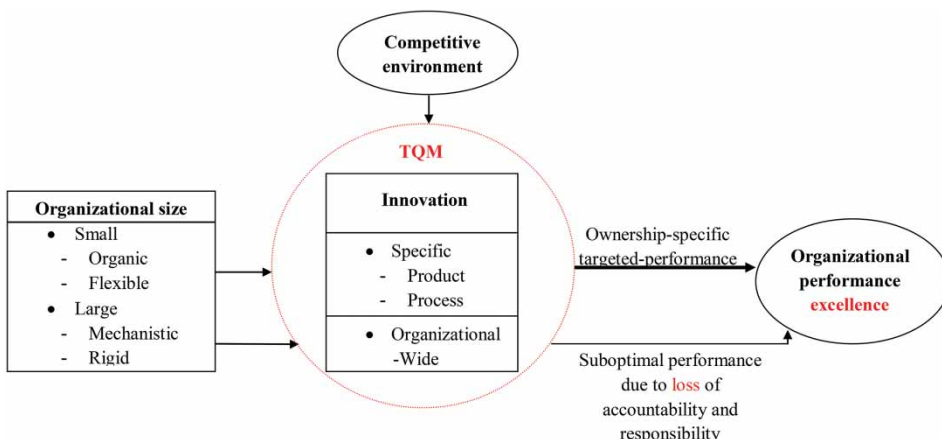 Competitive
environment
TQM
Organizational size
● Small
- Organic
- Flexible
● Large
- Mechanistic
- Rigid
Innovation
● Specific
- Product
- Process
● Organizational
-Wide
Ownership-specific
targeted-performance
Organizational
performance
excellence
Suboptimal performance
due to loss of
accountability and
responsibility